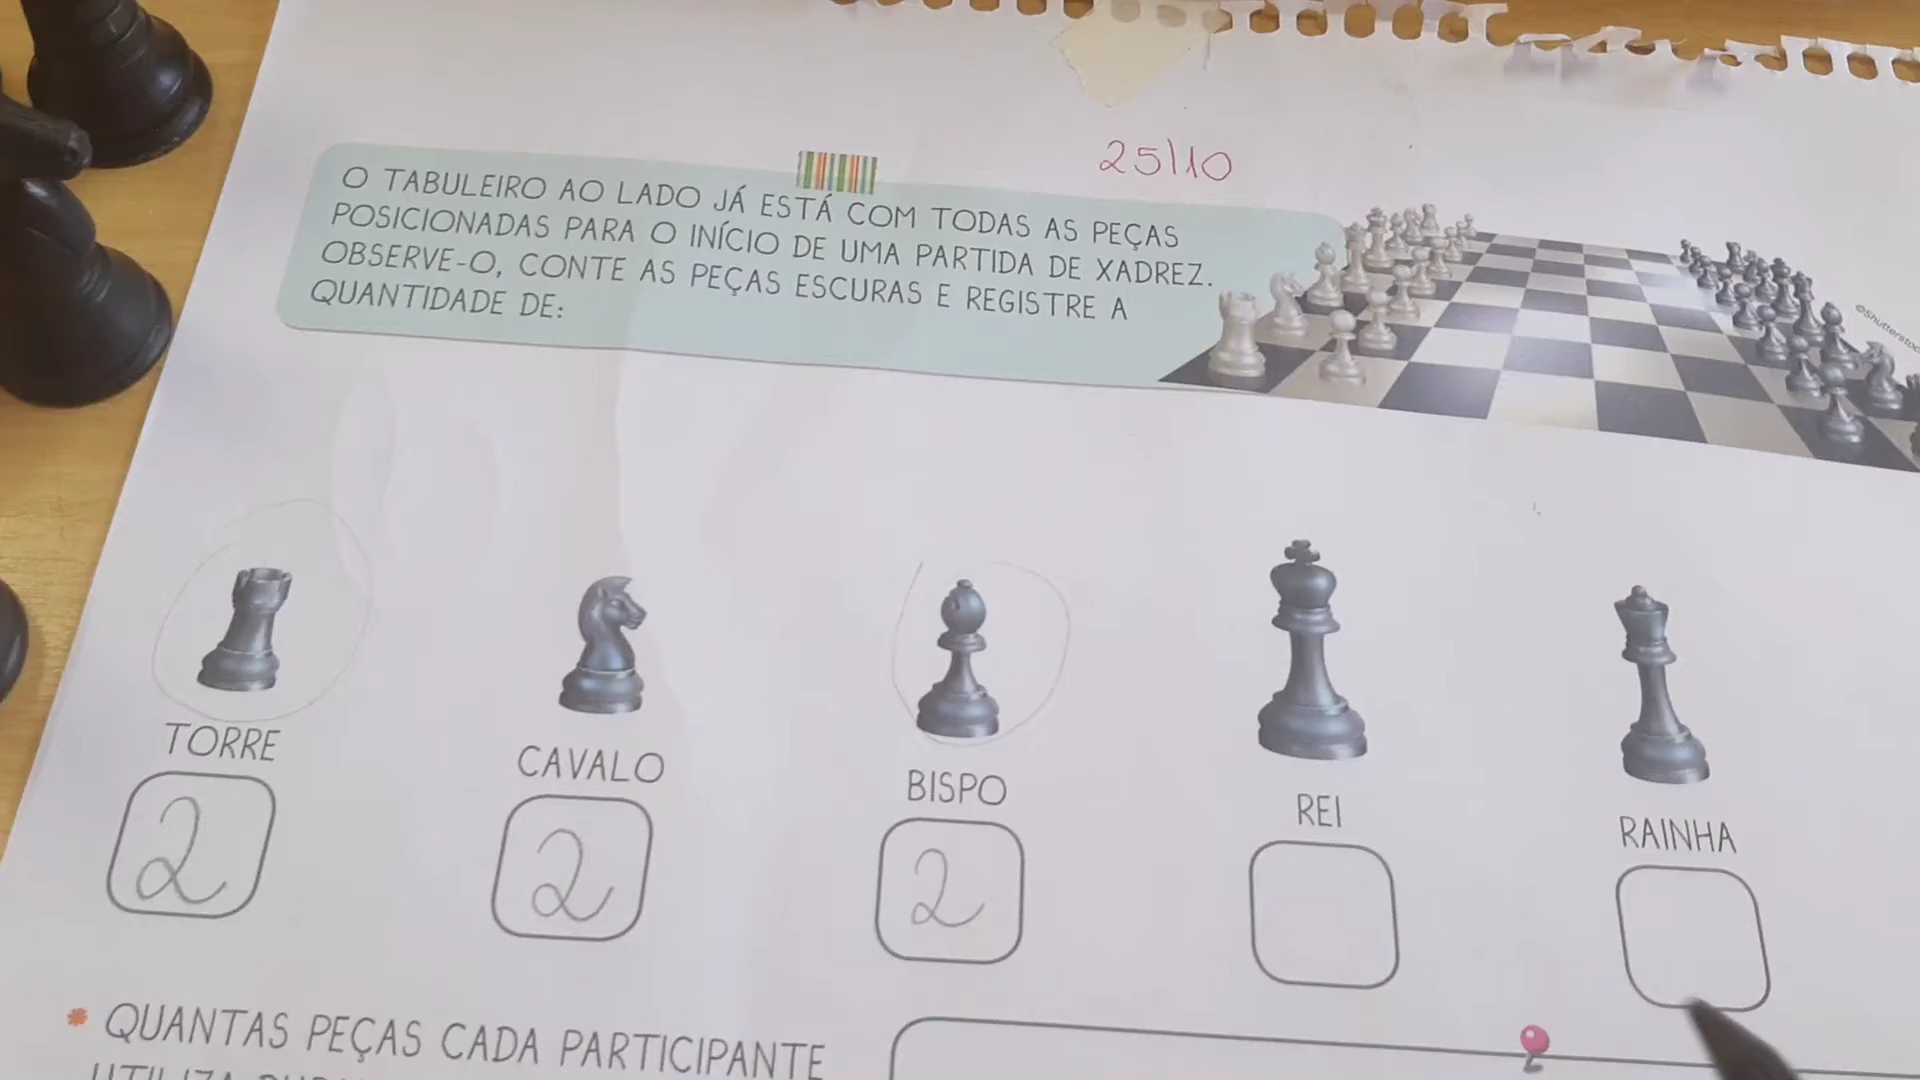 25/10
O TABULEIRO AO LADO JÁ ESTÁ COM TODAS AS PEÇAS
POSICIONADAS PARA O INÍCIO DE UMA PARTIDA DE XADREZ.
OBSERVE-O, CONTE AS PEÇAS ESCURAS E REGISTRE A
QUANTIDADE DE:
TORRE
CAVALO
BISPO
REI
RAINHA
2
2
2
QUANTAS PEÇAS CADA PARTICIPANTE